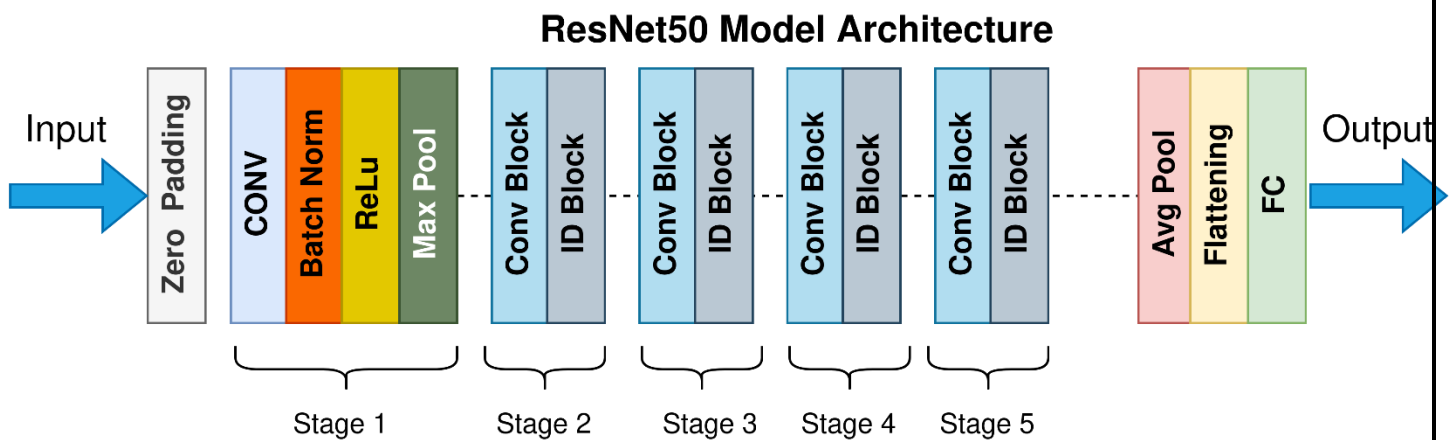 ResNet50 Model Architecture
Input
Zero Padding
CONV
Batch Norm
ReLu
Max Pool
Conv Block
ID Block
Conv Block
ID Block
Conv Block
ID Block
Conv Block
ID Block
Avg Pool
Flattening
FC
Output
Stage 1
Stage 2
Stage 3
Stage 4
Stage 5